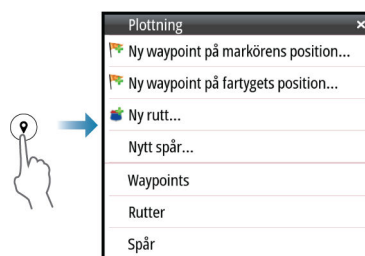 Plottning
Ny waypoint på markörens position...
Ny waypoint på fartygets position...
Ny rutt...
Nytt spår...
Waypoints
Rutter
Spår